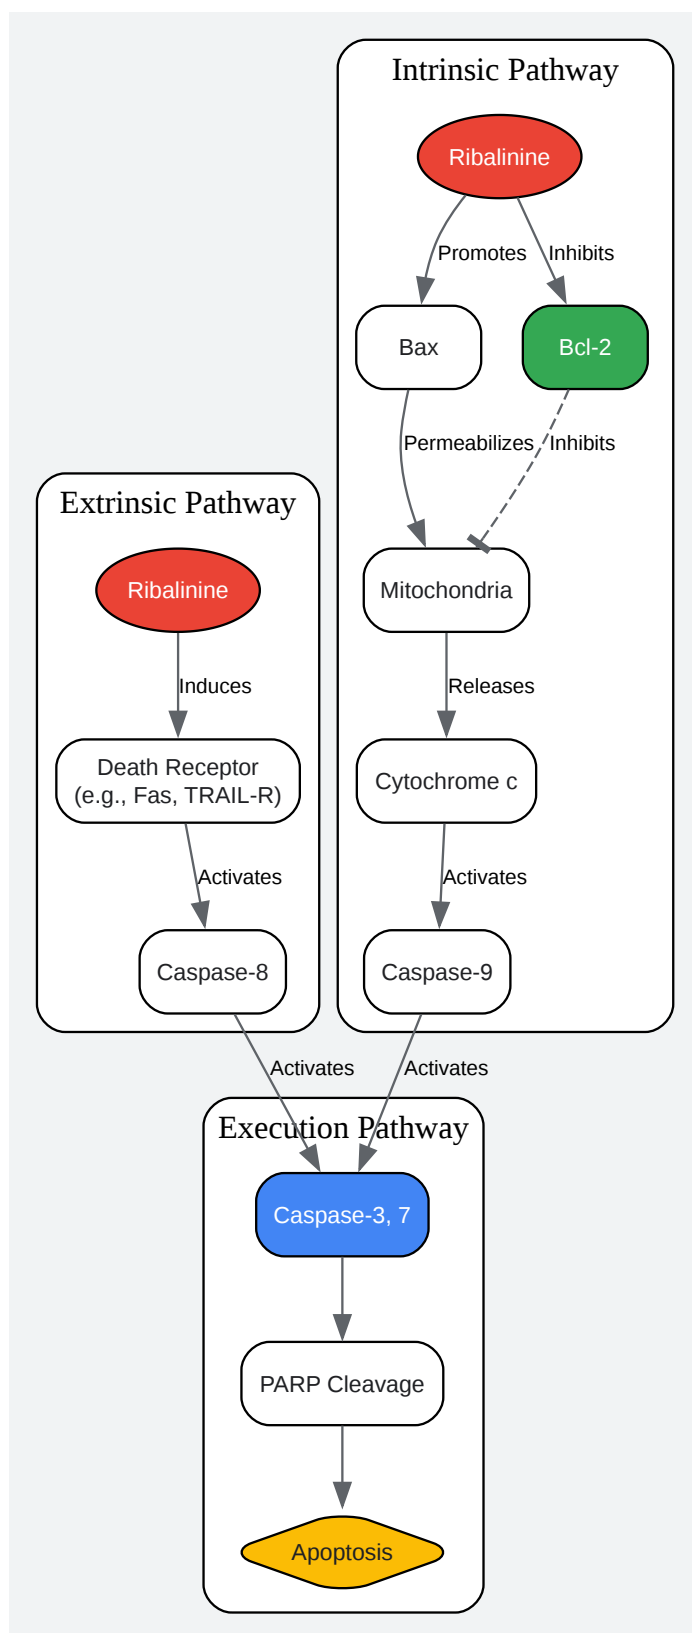 Intrinsic Pathway
Ribalinine
Promotes
Inhibits
Bax
Bcl-2
Permeabilizes
Inhibits
Extrinsic Pathway
Ribalinine
Mitochondria
Induces
Releases
Death Receptor
(e.g., Fas, TRAIL-R)
Cytochrome c
Activates
Activates
Caspase-8
Caspase-9
Activates
Activates
Execution Pathway
Caspase-3, 7
PARP Cleavage
Apoptosis